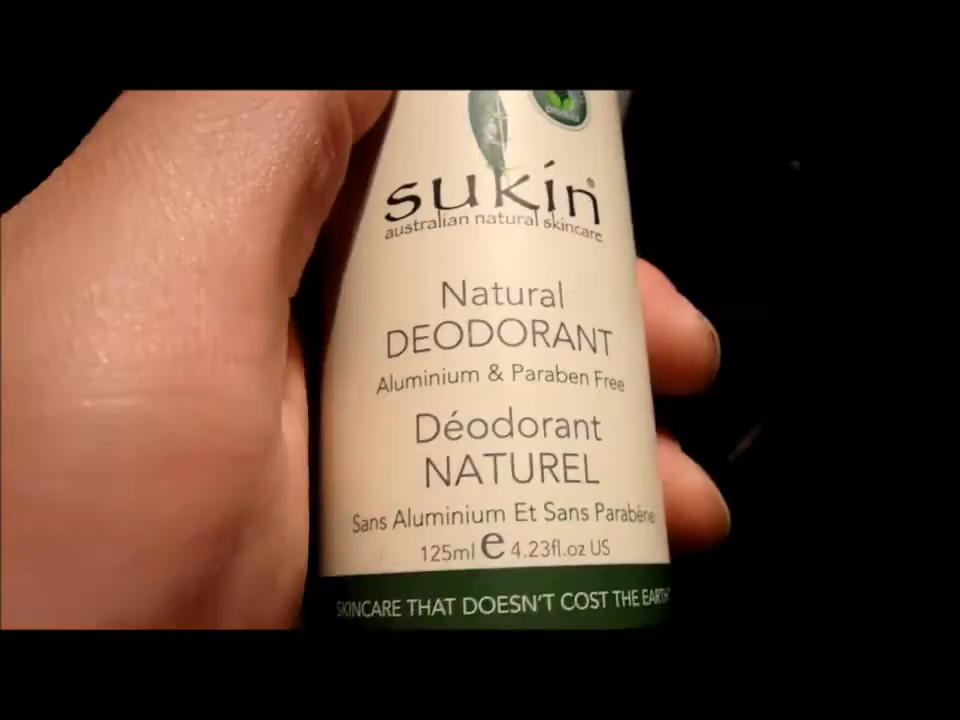 sukin®
australian natural skincare
Natural
DEODORANT
Aluminium & Paraben Free
Déodorant
NATUREL
Sans Aluminium Et Sans Parabène
125ml e 4.23fl.oz US
SKINCARE THAT DOESN'T COST THE EARTH